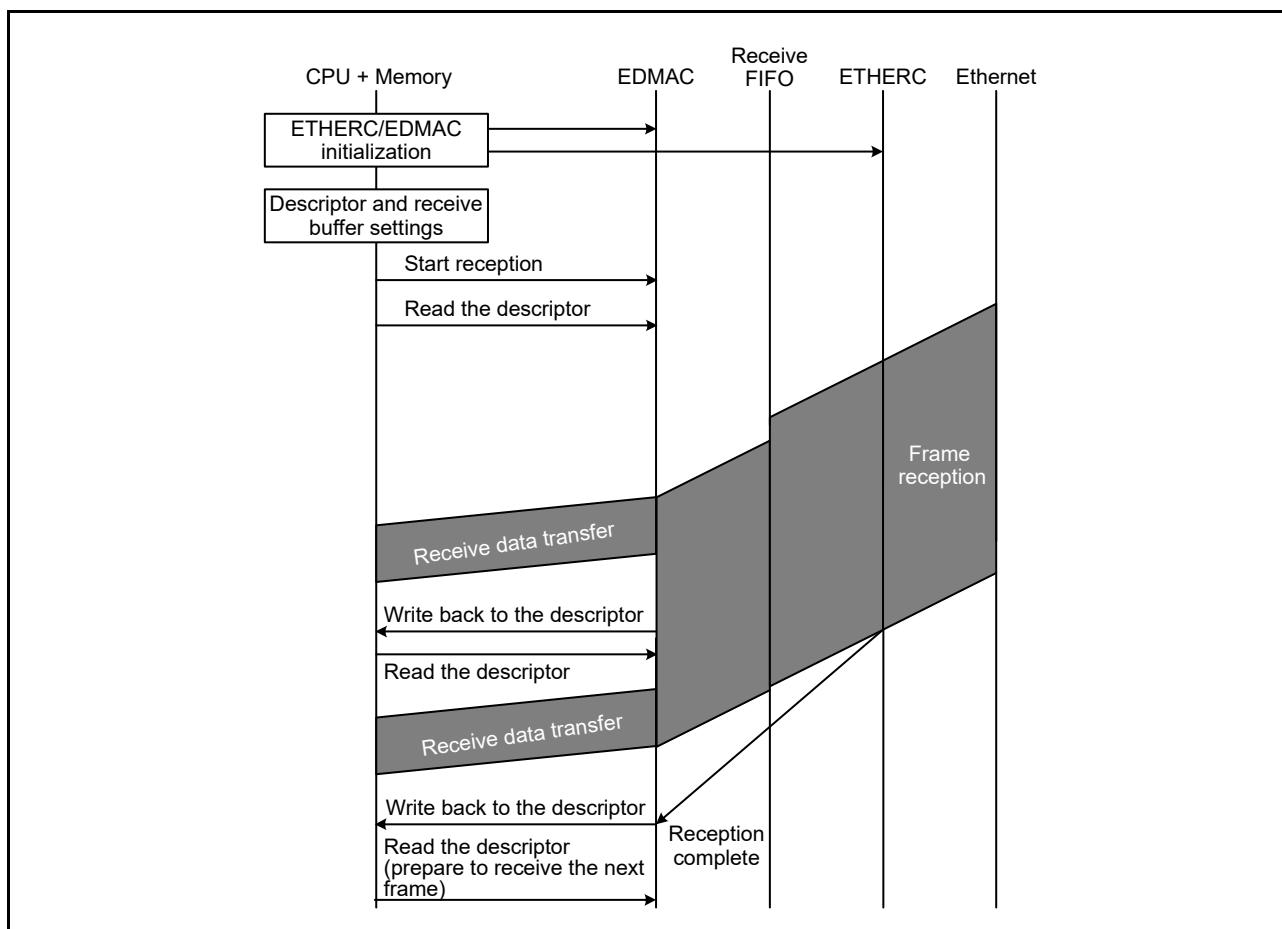 CPU + Memory
EDMAC
Receive
FIFO
ETHERC
Ethernet
ETHERC/EDMAC
initialization
Descriptor and receive
buffer settings
Start reception
Read the descriptor
Frame
reception
Receive data transfer
Write back to the descriptor
Read the descriptor
Receive data transfer
Write back to the descriptor
Reception
complete
Read the descriptor
(prepare to receive the next
frame)